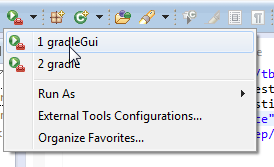 1 gradleGui
2 gradle
Run As
External Tools Configurations...
Organize Favorites...